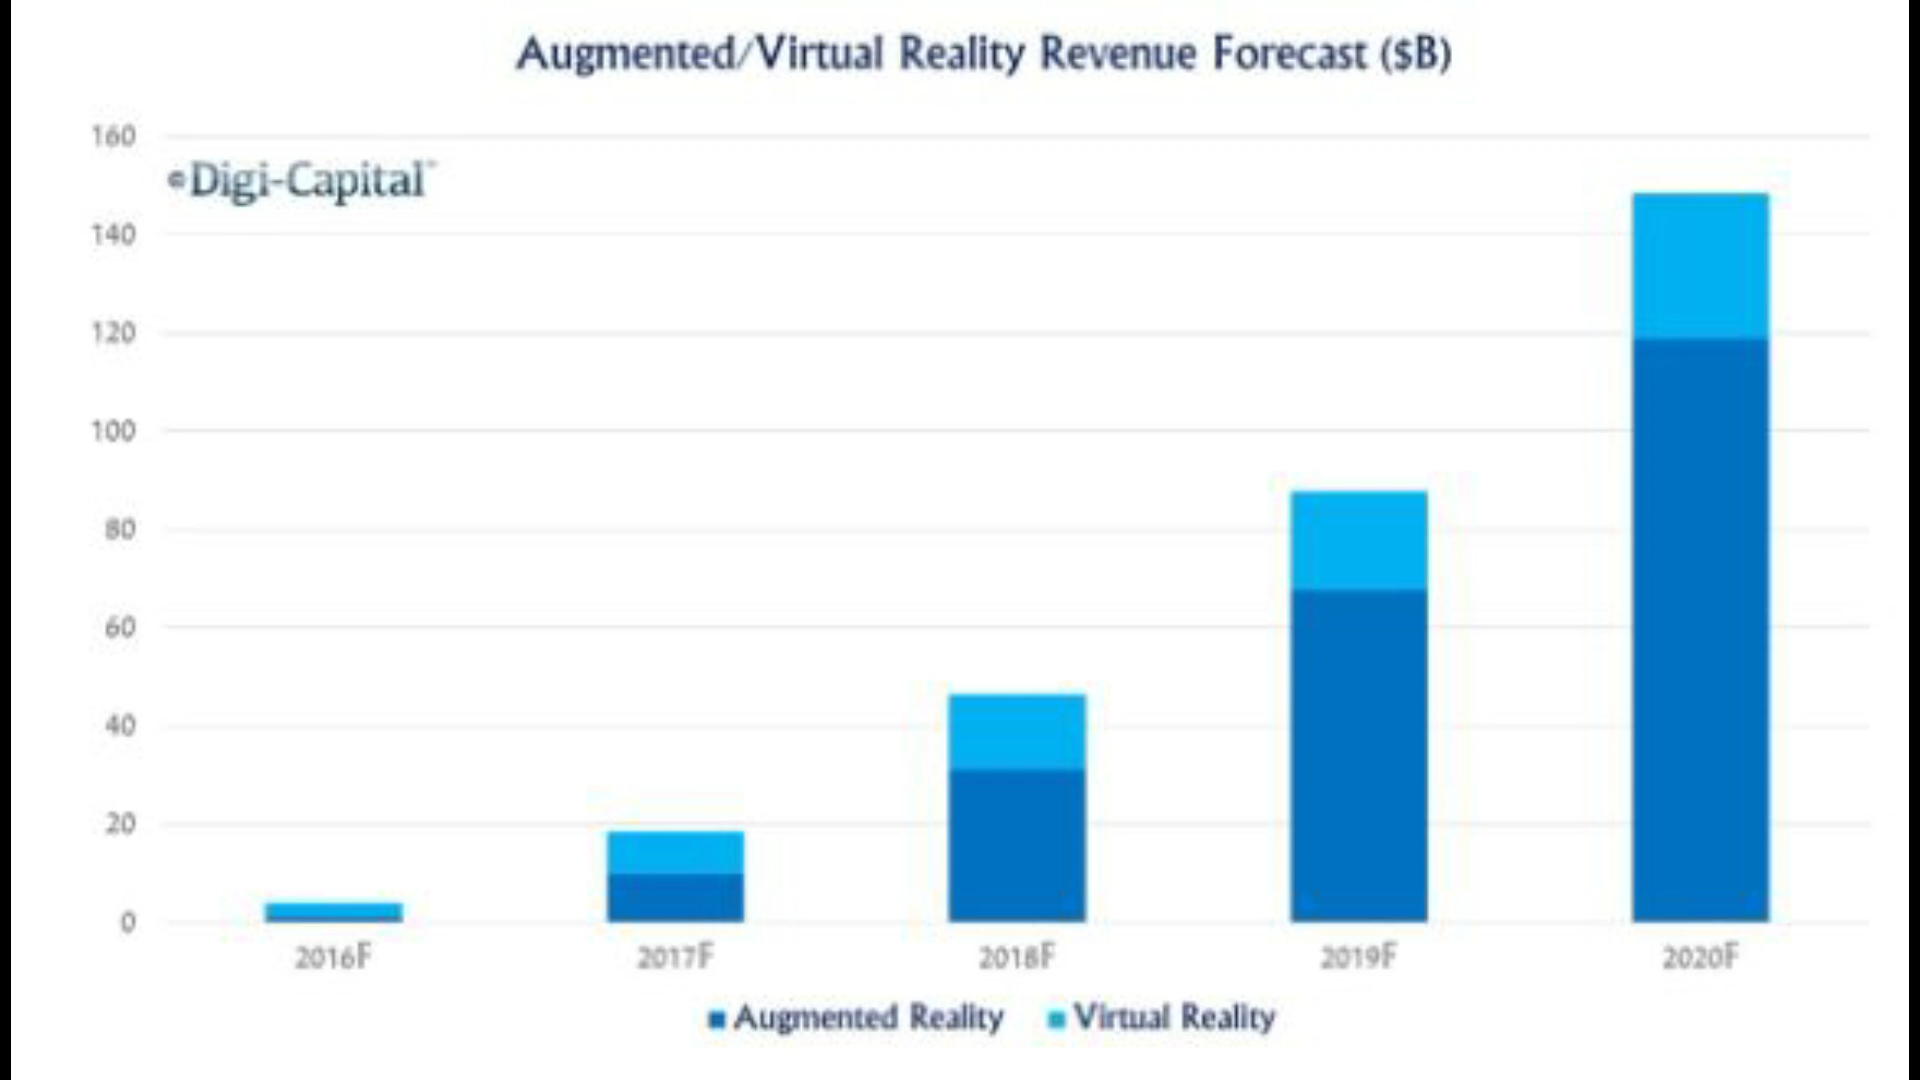 Augmented/Virtual Reality Revenue Forecast ($B)
160
©Digi-Capital™
140
120
100
80
60
40
20
0
2016F 2017F 2018F 2019F 2020F
Augmented Reality Virtual Reality